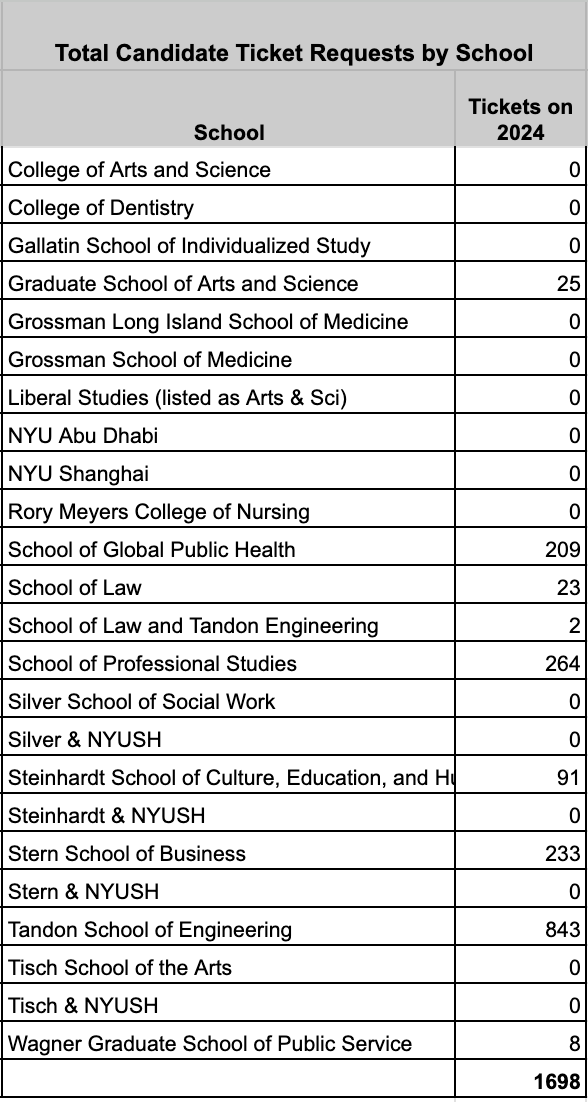 Total Candidate Ticket Requests by School
School Tickets on 2024
College of Arts and Science 0
College of Dentistry 0
Gallatin School of Individualized Study 0
Graduate School of Arts and Science 25
Grossman Long Island School of Medicine 0
Grossman School of Medicine 0
Liberal Studies (listed as Arts & Sci) 0
NYU Abu Dhabi 0
NYU Shanghai 0
Rory Meyers College of Nursing 0
School of Global Public Health 209
School of Law 23
School of Law and Tandon Engineering 2
School of Professional Studies 264
Silver School of Social Work 0
Silver & NYUSH 0
Steinhardt School of Culture, Education, and Hu 91
Steinhardt & NYUSH 0
Stern School of Business 233
Stern & NYUSH 0
Tandon School of Engineering 843
Tisch School of the Arts 0
Tisch & NYUSH 0
Wagner Graduate School of Public Service 8
1698